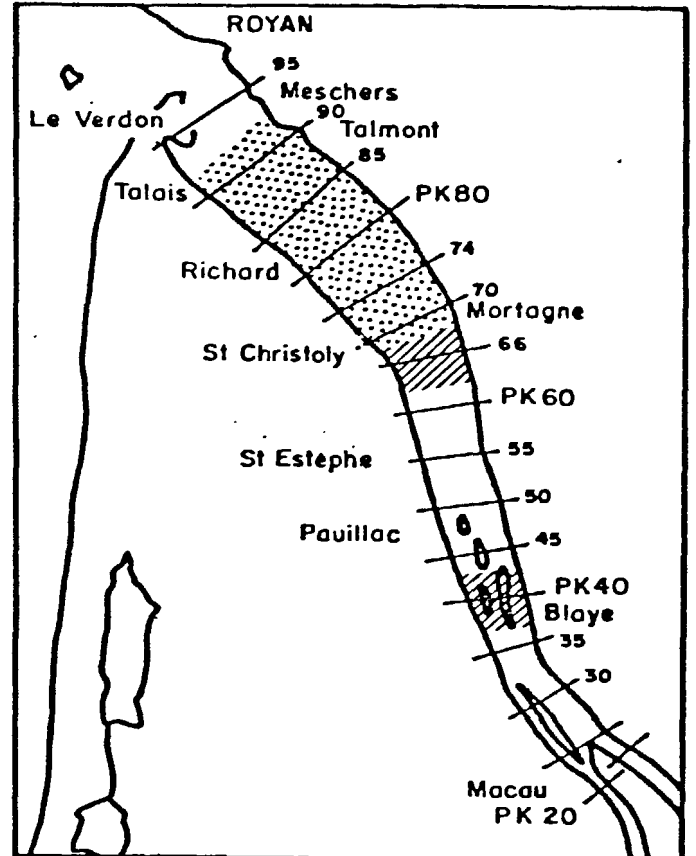 ROYAN
95
Meschers
Le Verdon
90
Talmont
85
Talais
PK80
Richard
74
70
Mortagne
66
St Christoly
PK60
55
St Estèphe
50
Pauillac
45
PK40
Blaye
35
30
Macau
PK 20